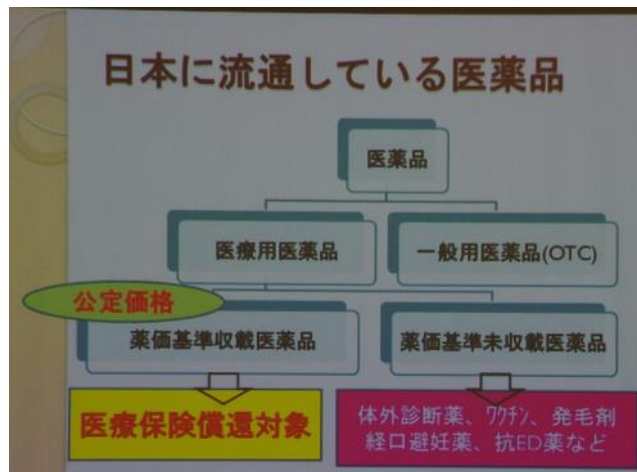 日本に流通している医薬品
医薬品
医療用医薬品
一般用医薬品(OTC)
公定価格
薬価基準収載医薬品
薬価基準未収載医薬品
医療保険償還対象
体外診断薬、ワクチン、発毛剤
経口避妊薬、抗ED薬など